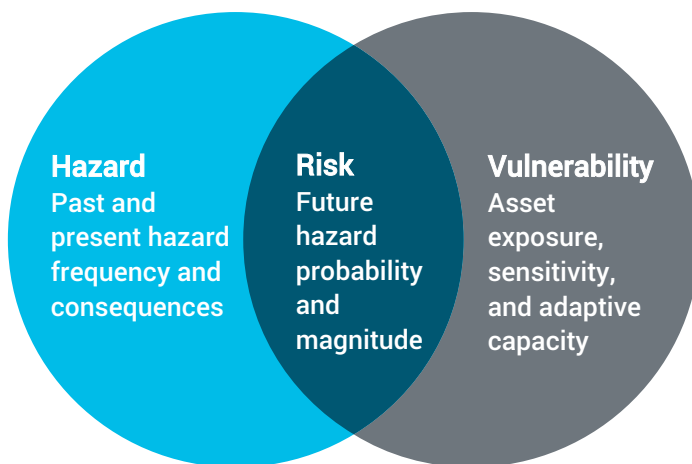 Hazard
Past and
present hazard
frequency and
consequences
Risk
Future
hazard
probability
and
magnitude
Vulnerability
Asset
exposure,
sensitivity,
and adaptive
capacity